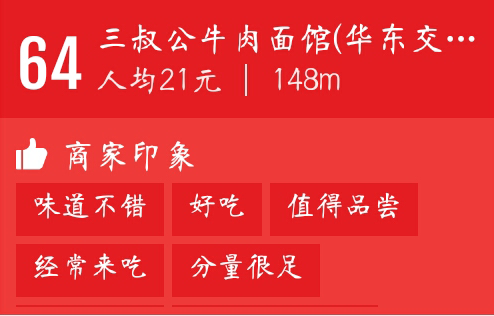 64
三叔公牛肉面馆(华东交…
人均21元 | 148m
商家印象
味道不错 好吃 值得品尝
经常来吃 分量很足